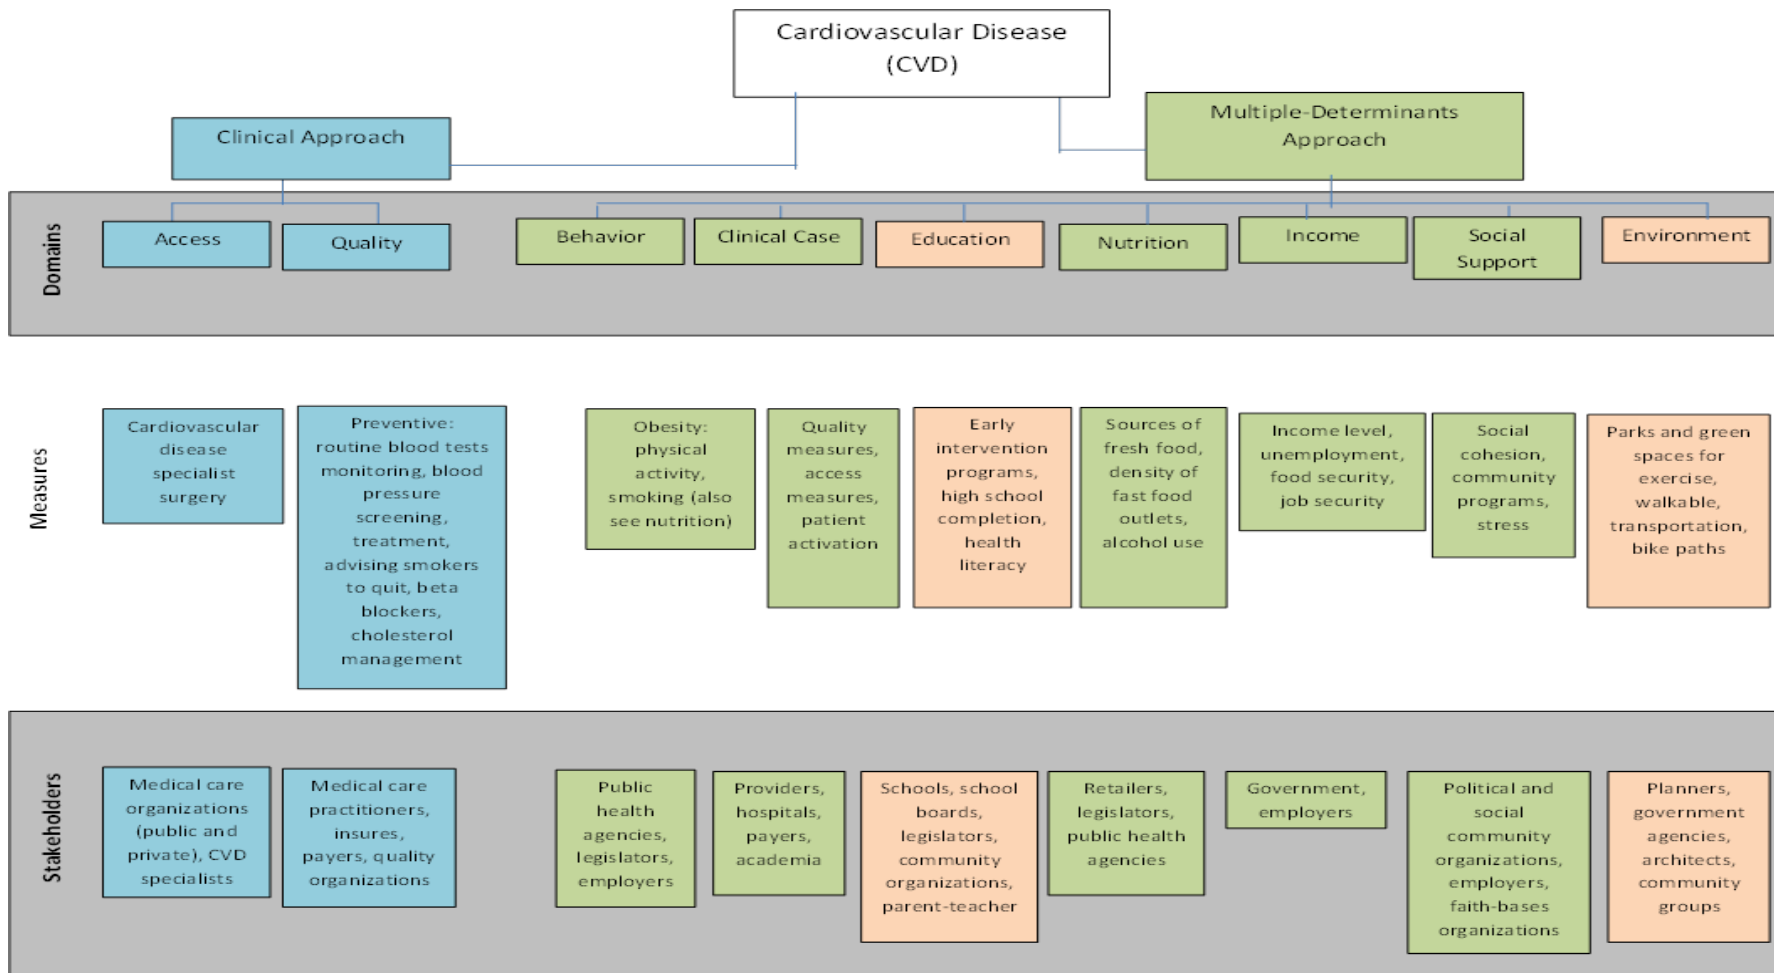 Cardiovascular Disease
(CVD)
Clinical Approach
Multiple-Determinants
Approach
Domains
Access
Quality
Behavior
Clinical Case
Education
Nutrition
Income
Social
Support
Environment
Measures
Cardiovascular
disease
specialist
surgery
Preventive:
routine blood tests
monitoring, blood
pressure
screening,
treatment,
advising smokers
to quit, beta
blockers,
cholesterol
management
Obesity:
physical
activity,
smoking (also
see nutrition)
Quality
measures,
access
measures,
patient
activation
Early
intervention
programs,
high school
completion,
health
literacy
Sources of
fresh food,
density of
fast food
outlets,
alcohol use
Income level,
unemployment,
food security,
job security
Social
cohesion,
community
programs,
stress
Parks and green
spaces for
exercise,
walkable,
transportation,
bike paths
Stakeholders
Medical care
organizations
(public and
private), CVD
specialists
Medical care
practitioners,
insures,
payers, quality
organizations
Public
health
agencies,
legislators,
employers
Providers,
hospitals,
payers,
academia
Schools, school
boards,
legislators,
community
organizations,
parent-teacher
Retailers,
legislators,
public health
agencies
Government,
employers
Political and
social
community
organizations,
employers,
faith-bases
organizations
Planners,
government
agencies,
architects,
community
groups